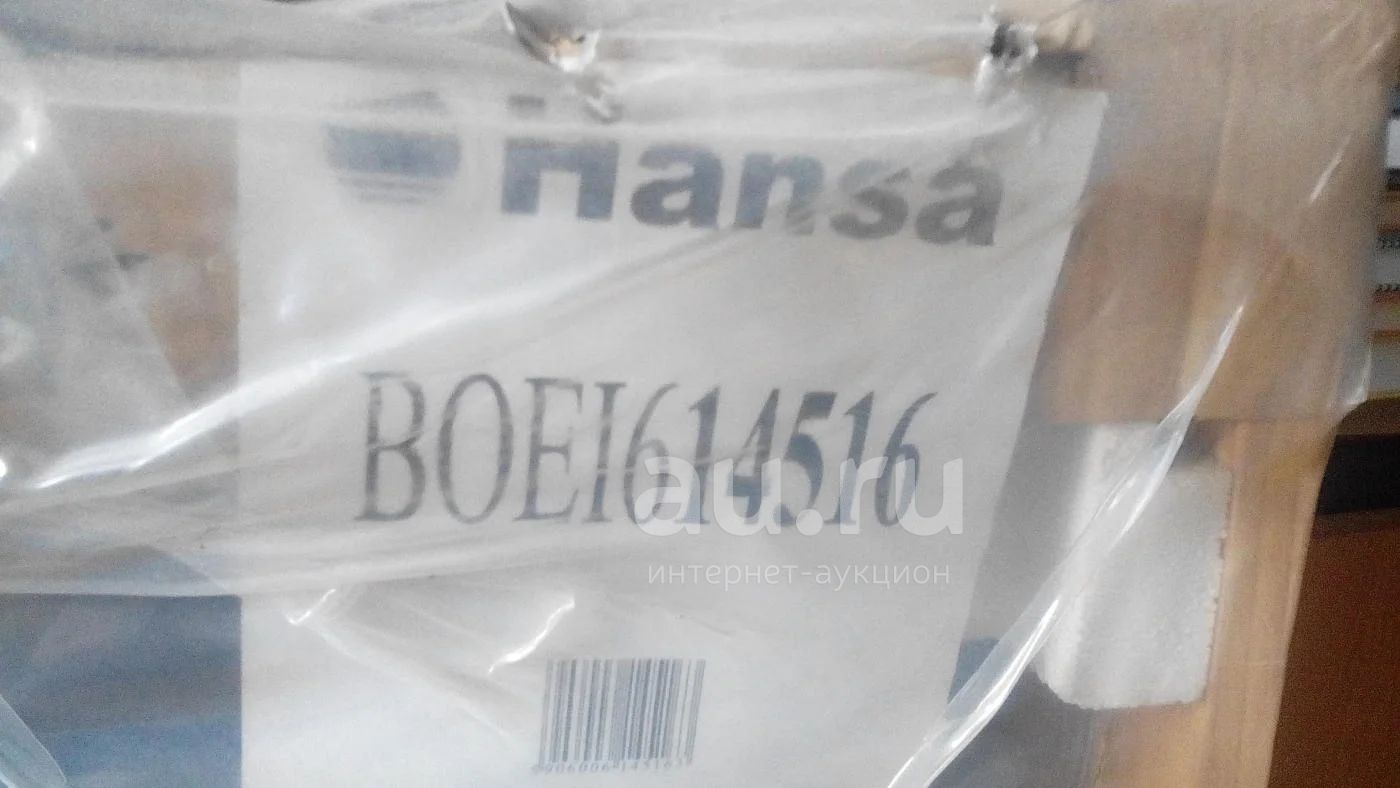 Hansa
BOEI614516
au.ru
интернет-аукцион